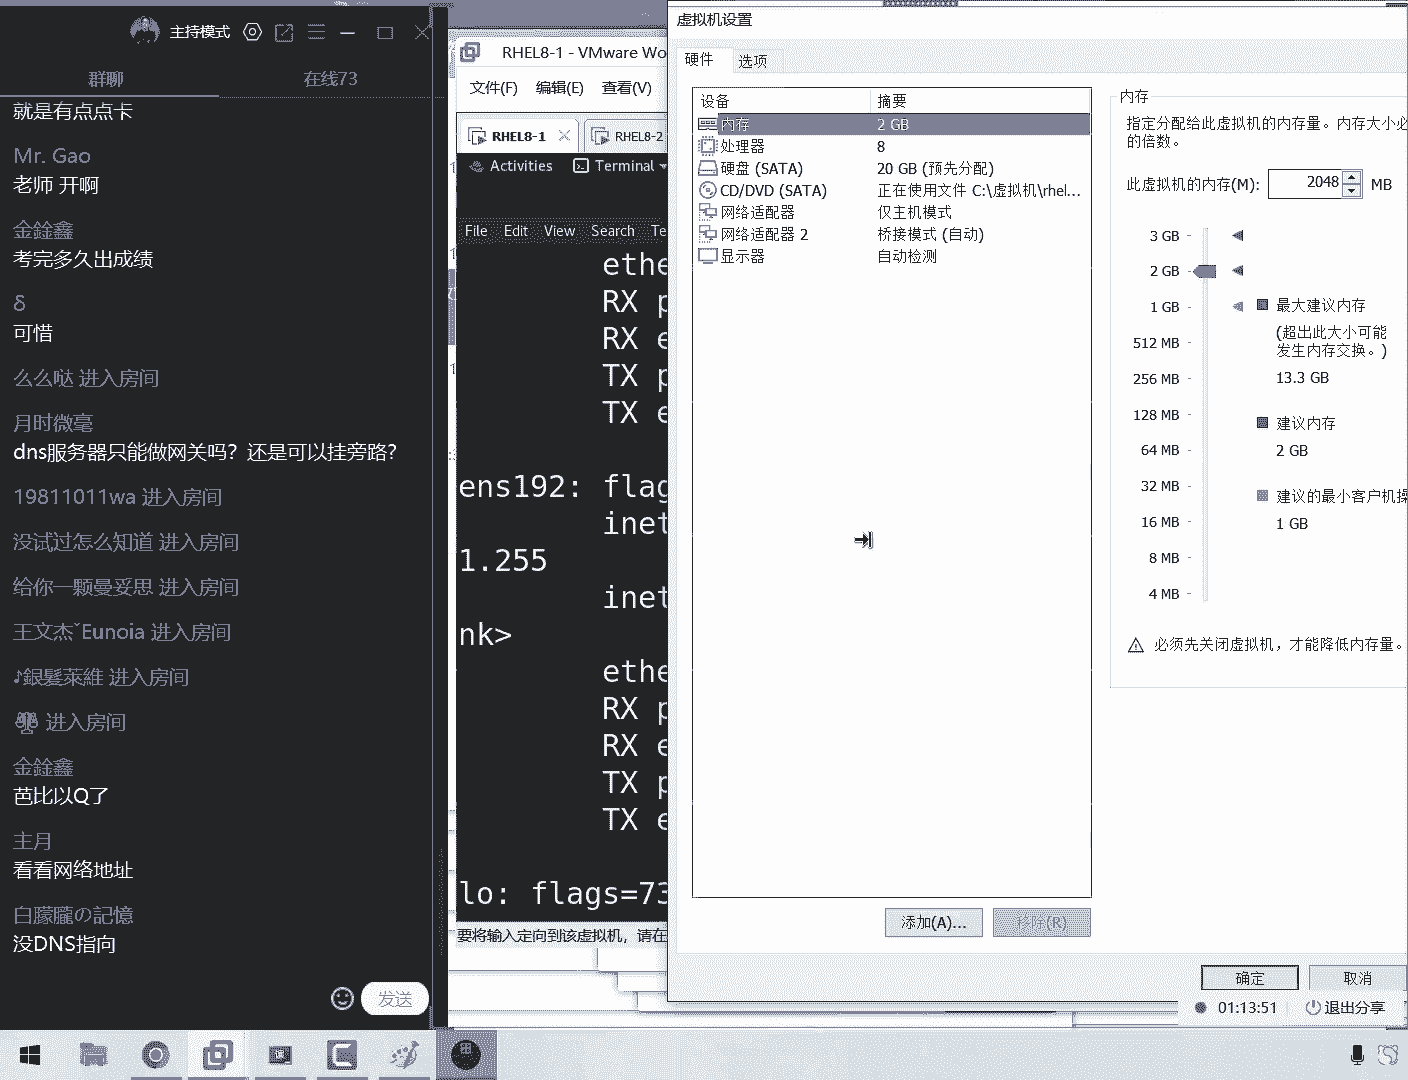 主持模式
群聊
在线73
就是有点点卡
Mr. Gao
老师 开啊
金銓鑫
考完多久出成绩
δ
可惜
么么哒 进入房间
月时微毫
dns服务器只能做网关吗？还是可以挂旁路？
19811011wa 进入房间
没试过怎么知道 进入房间
给你一颗曼妥思 进入房间
王文杰ˇEunoia 进入房间
♪銀髮萊維 进入房间
进入房间
金銓鑫
芭比以Q了
主月
看看网络地址
白朦朧の記憶
没DNS指向
发送
RHEL8-1 - VMware Wo
文件(F) 编辑(E) 查看(V)
RHEL8-1
RHEL8-2
Activities
Terminal
File Edit View Search Te
ethe
RX p
RX e
TX p
TX e
ens192: flag
inet
1.255
inet
nk>
ethe
RX p
RX e
TX p
TX e
lo: flags=73
要将输入定向到该虚拟机，请在
虚拟机设置
硬件
选项
设备 摘要
内存 2 GB
处理器 8
硬盘 (SATA) 20 GB (预先分配)
CD/DVD (SATA) 正在使用文件 C:\虚拟机\rhel...
网络适配器 仅主机模式
网络适配器 2 桥接模式 (自动)
显示器 自动检测
添加(A)...
移除(R)
内存
指定分配给此虚拟机的内存量。内存大小必
的倍数。
此虚拟机的内存(M): 2048 MB
3 GB
2 GB
1 GB
512 MB
256 MB
128 MB
64 MB
32 MB
16 MB
8 MB
4 MB
最大建议内存
(超出此大小可能
发生内存交换。)
13.3 GB
建议内存
2 GB
建议的最小客户机操
1 GB
必须先关闭虚拟机，才能降低内存量。
确定
取消
01:13:51
退出分享